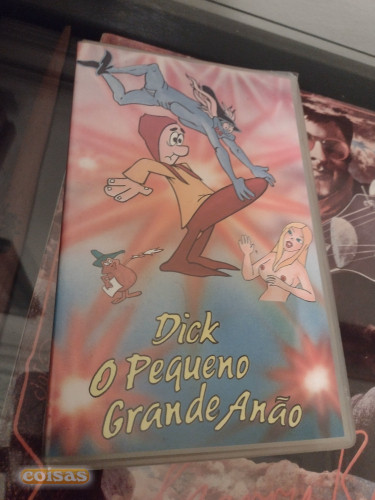 Dick
O Pequeno
Grande Anão
coisas